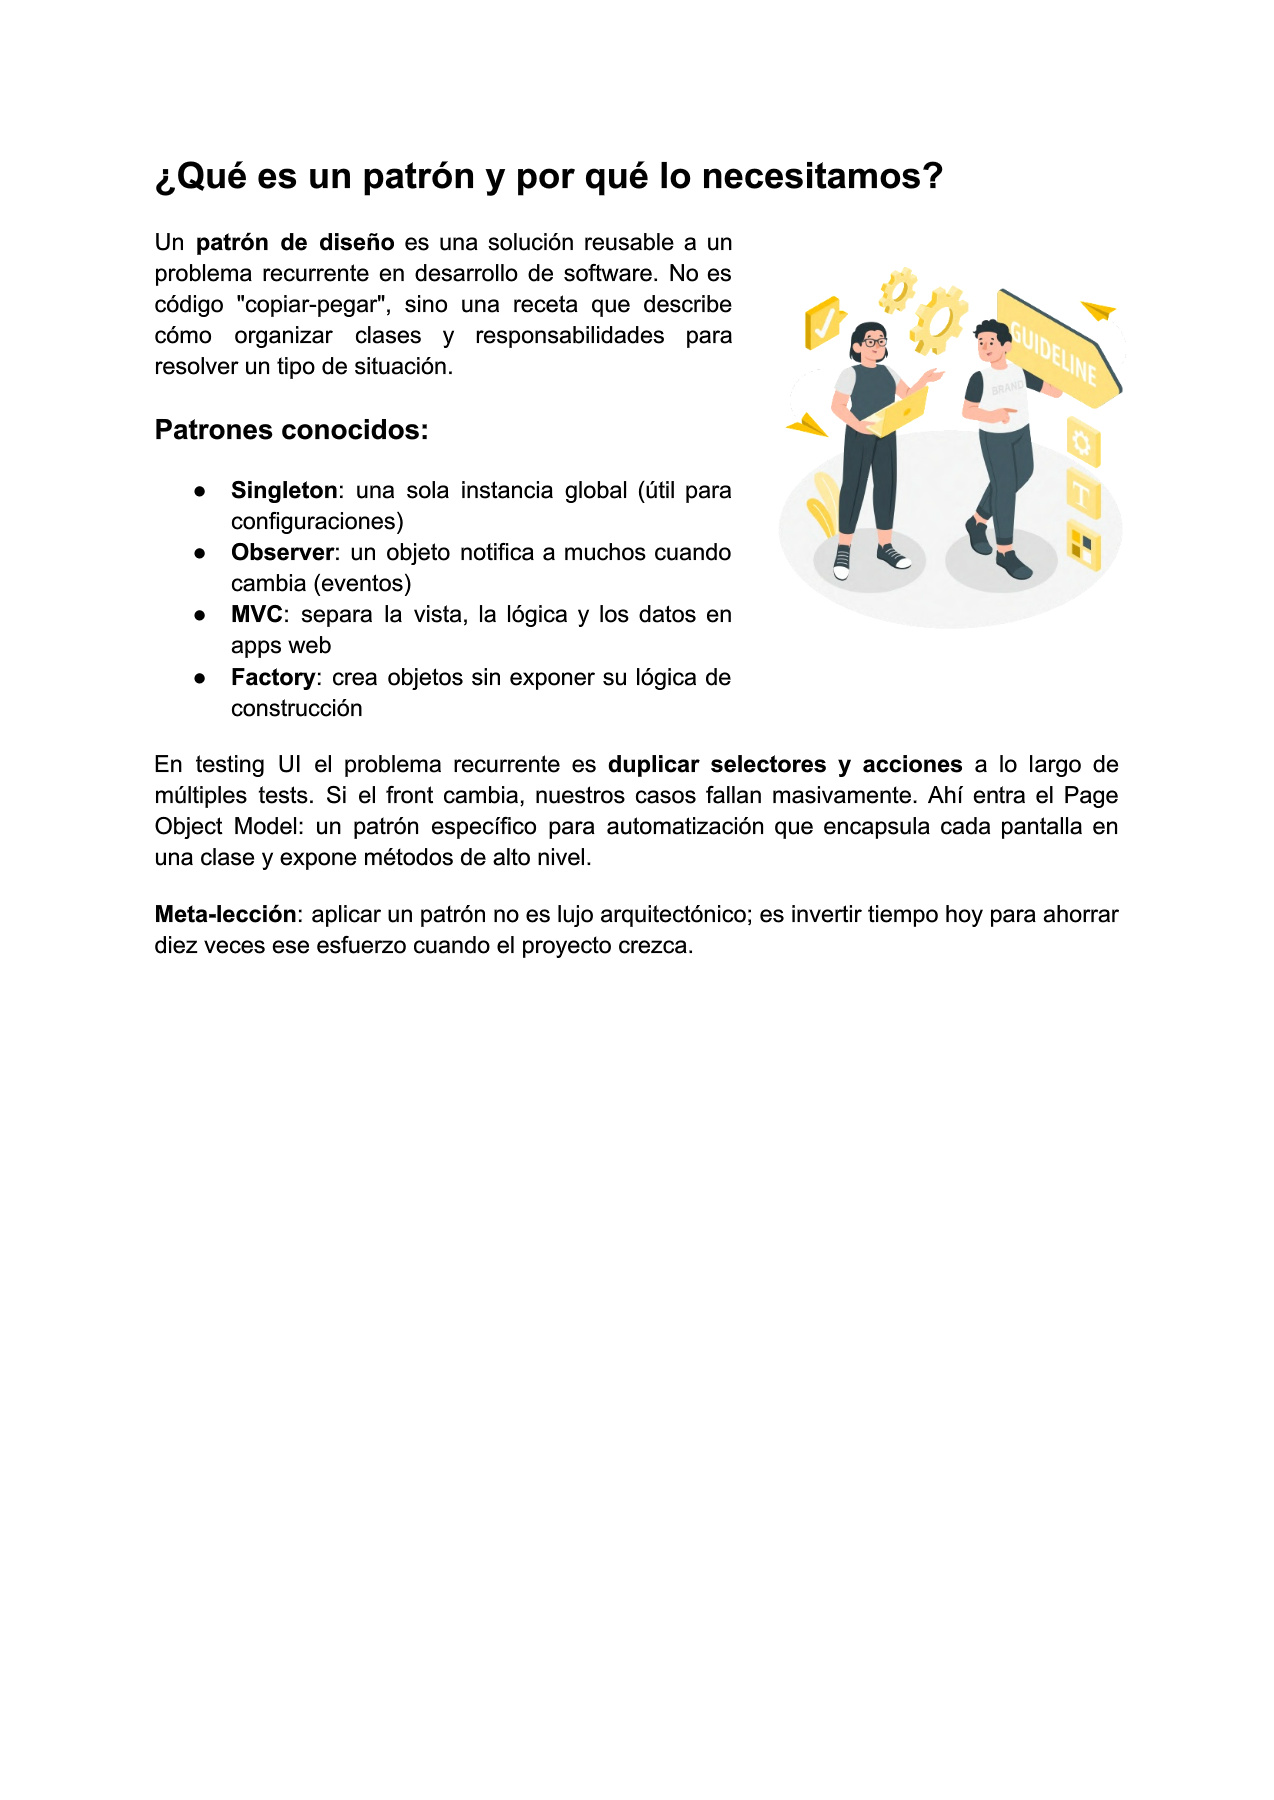 ¿Qué es un patrón y por qué lo necesitamos?
Un patrón de diseño es una solución reusable a un
problema recurrente en desarrollo de software. No es
código "copiar-pegar", sino una receta que describe
cómo organizar clases y responsabilidades para
resolver un tipo de situación.
GUIDELINE
BRAND
T
Patrones conocidos:
● Singleton: una sola instancia global (útil para
configuraciones)
● Observer: un objeto notifica a muchos cuando
cambia (eventos)
● MVC: separa la vista, la lógica y los datos en
apps web
● Factory: crea objetos sin exponer su lógica de
construcción
En testing UI el problema recurrente es duplicar selectores y acciones a lo largo de
múltiples tests. Si el front cambia, nuestros casos fallan masivamente. Ahí entra el Page
Object Model: un patrón específico para automatización que encapsula cada pantalla en
una clase y expone métodos de alto nivel.
Meta-lección: aplicar un patrón no es lujo arquitectónico; es invertir tiempo hoy para ahorrar
diez veces ese esfuerzo cuando el proyecto crezca.